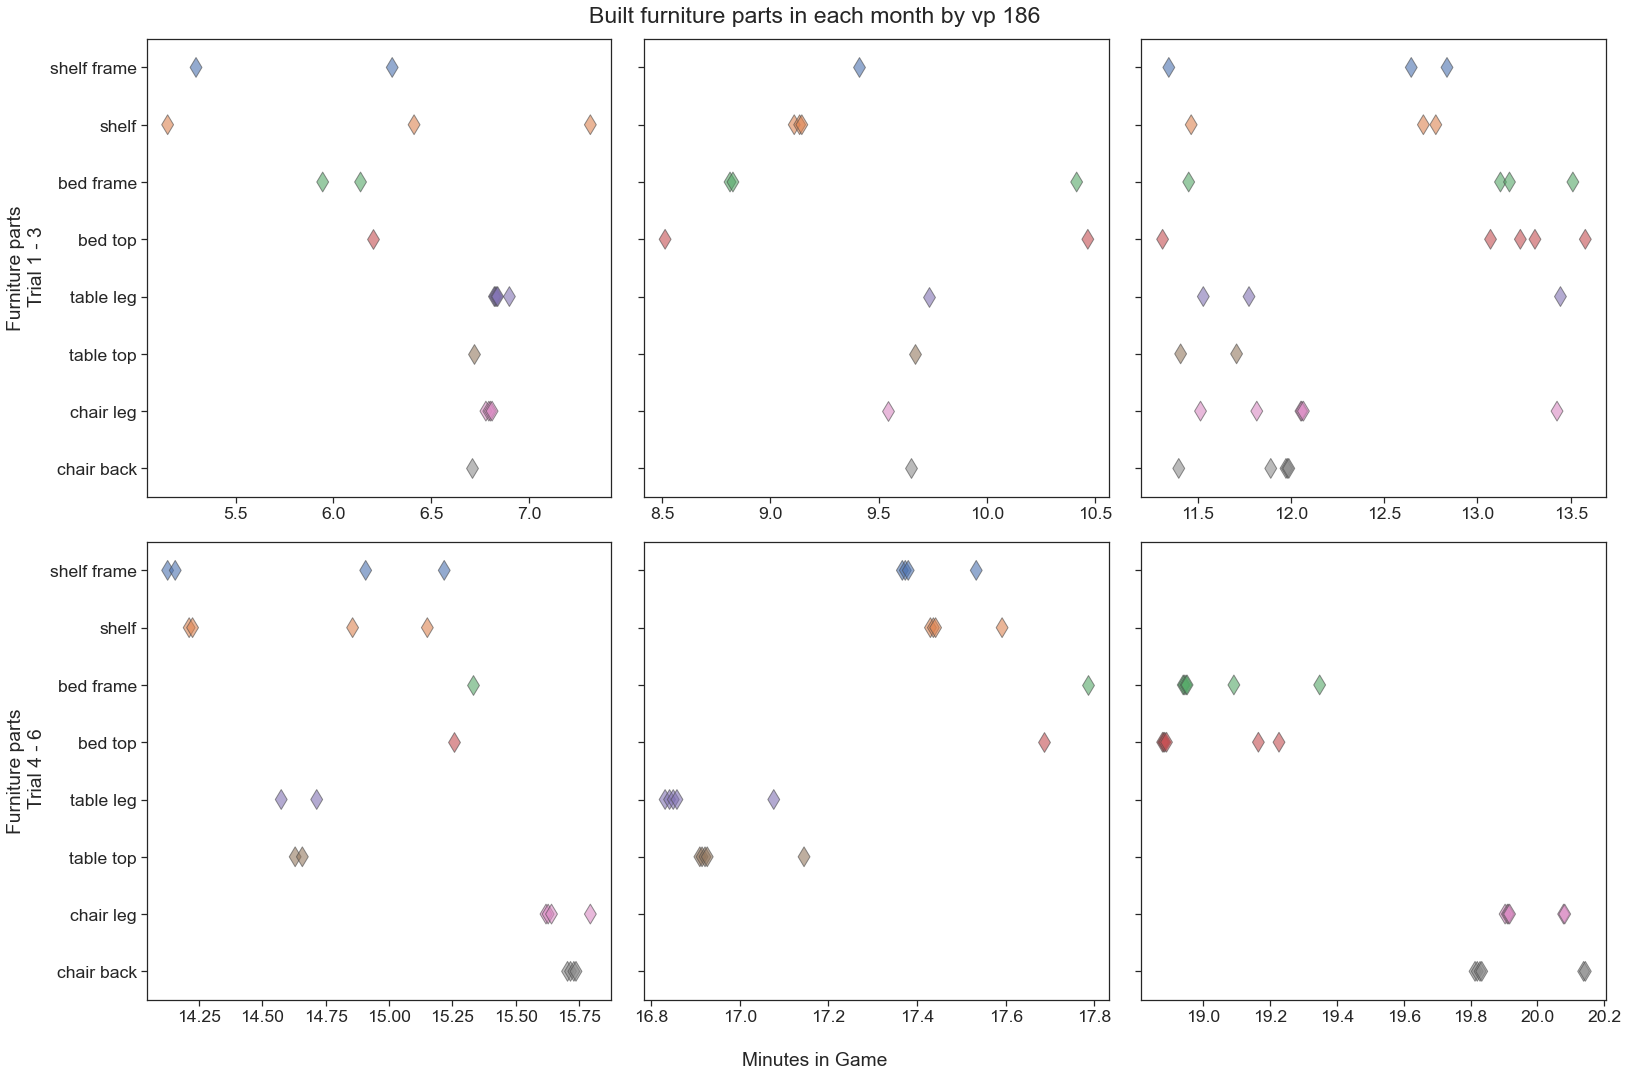 Built furniture parts in each month by vp 186
Furniture parts
Trial 1 - 3
shelf frame
shelf
bed frame
bed top
table leg
table top
chair leg
chair back
5.5 6.0 6.5 7.0
8.5 9.0 9.5 10.0 10.5
11.5 12.0 12.5 13.0 13.5
Furniture parts
Trial 4 - 6
shelf frame
shelf
bed frame
bed top
table leg
table top
chair leg
chair back
14.25 14.50 14.75 15.00 15.25 15.50 15.75
16.8 17.0 17.2 17.4 17.6 17.8
19.0 19.2 19.4 19.6 19.8 20.0 20.2
Minutes in Game